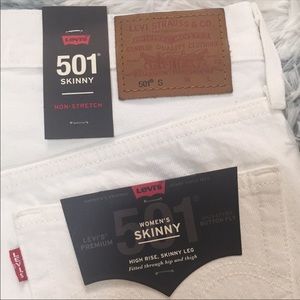 Levi's
501®
SKINNY
NON-STRETCH
LEVI STRAUSS & CO.
501® S
Levi's
501
WOMEN'S
SKINNY
LEVI'S®
PREMIUM
BUTTON FLY
HIGH RISE, SKINNY LEG
Fitted through hip and thigh
LEVI'S